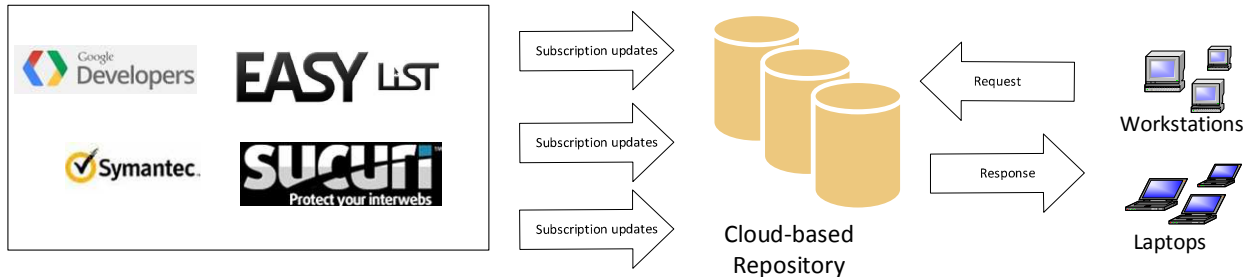 Google
Developers
EASY LiST
Symantec.
SUCURI
™
Protect your interwebs
Subscription updates
Subscription updates
Subscription updates
Cloud-based
Repository
Request
Response
Workstations
Laptops